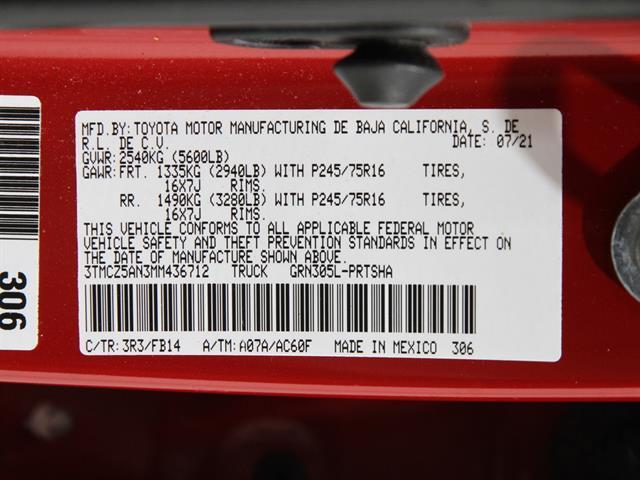 MFD.BY:TOYOTA MOTOR MANUFACTURING DE BAJA CALIFORNIA, S. DE
R.L. DE C.V. DATE: 07/21
GVWR:2540KG (5600LB)
GAWR:FRT. 1335KG (2940LB) WITH P245/75R16 TIRES,
16X7J RIMS.
RR. 1490KG (3280LB) WITH P245/75R16 TIRES,
16X7J RIMS.
THIS VEHICLE CONFORMS TO ALL APPLICABLE FEDERAL MOTOR
VEHICLE SAFETY AND THEFT PREVENTION STANDARDS IN EFFECT ON
THE DATE OF MANUFACTURE SHOWN ABOVE.
3TMCZ5AN3MM436712 TRUCK GRN305L-PRTSHA
C/TR:3R3/FB14 A/TM:A07A/AC60F MADE IN MEXICO 306
306